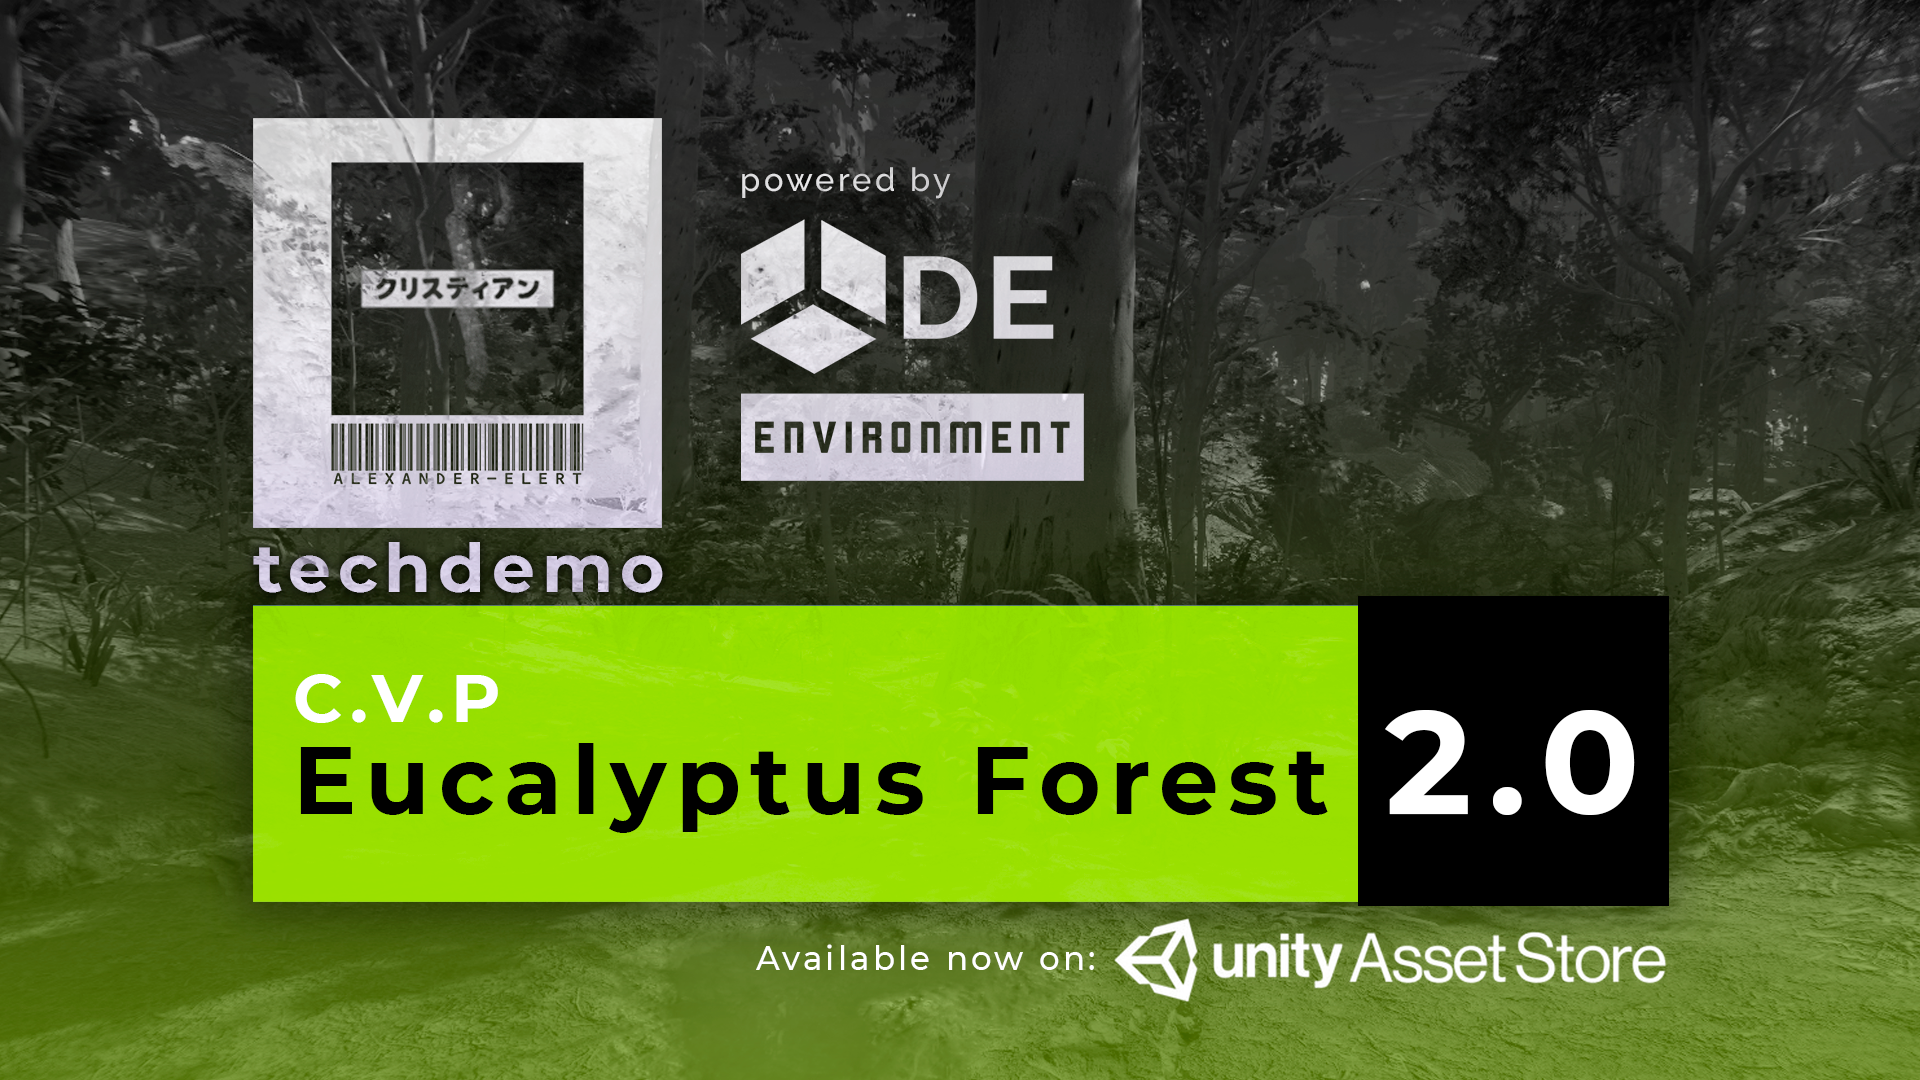 クリスティアン
ALEXANDER-ELERT
techdemo
powered by
DE
ENVIRONMENT
C.V.P
Eucalyptus Forest
2.0
Available now on:
unity Asset Store